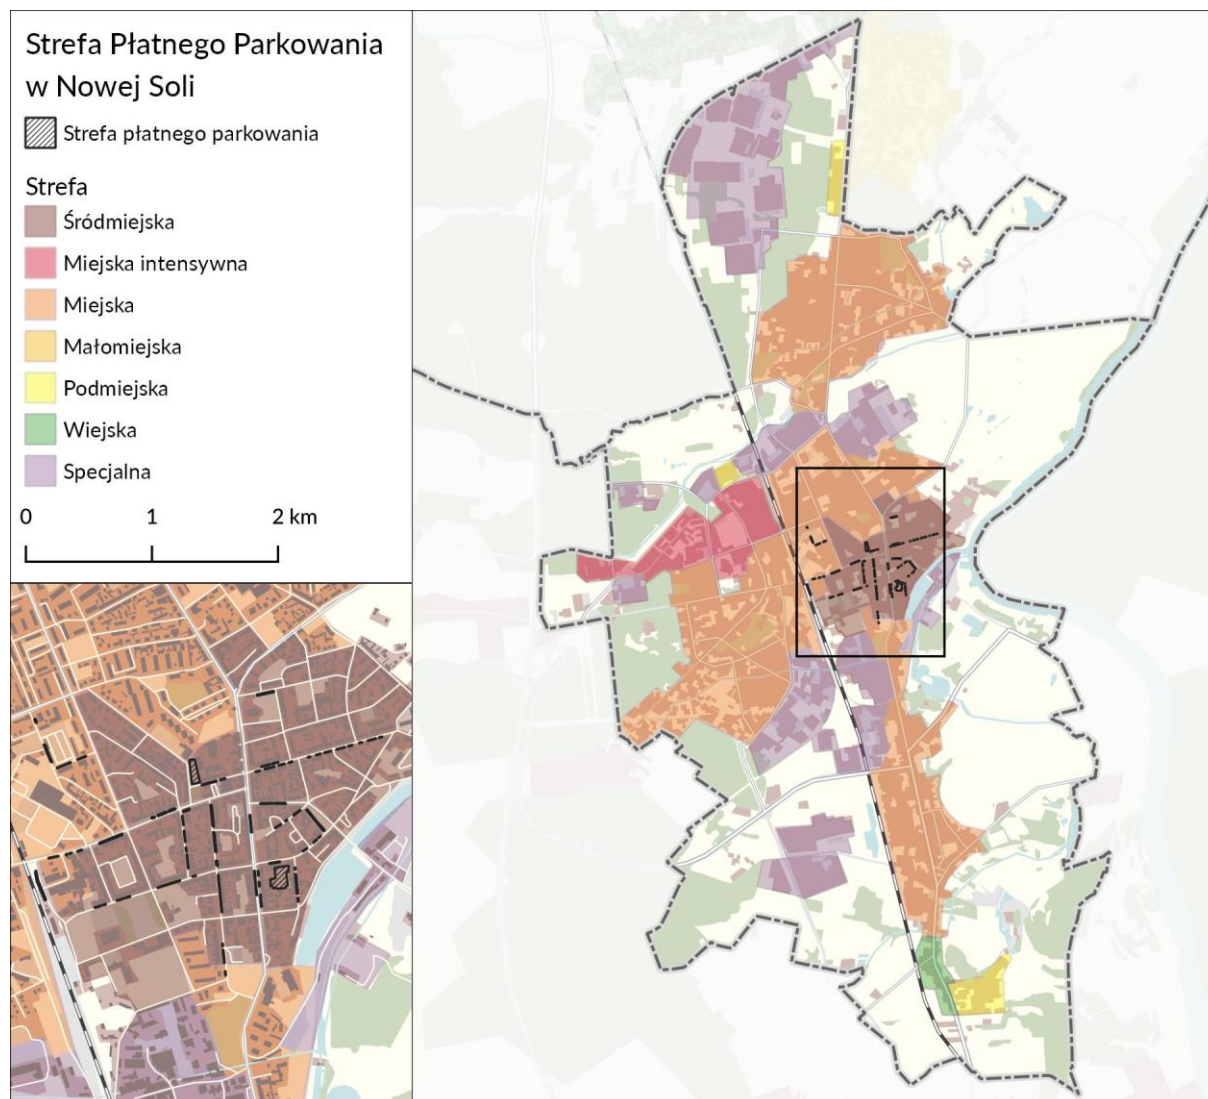 Strefa Płatnego Parkowania
w Nowej Soli
Strefa płatnego parkowania
Strefa
Śródmiejska
Miejska intensywna
Miejska
Małomiejska
Podmiejska
Wiejska
Specjalna
0 1 2 km